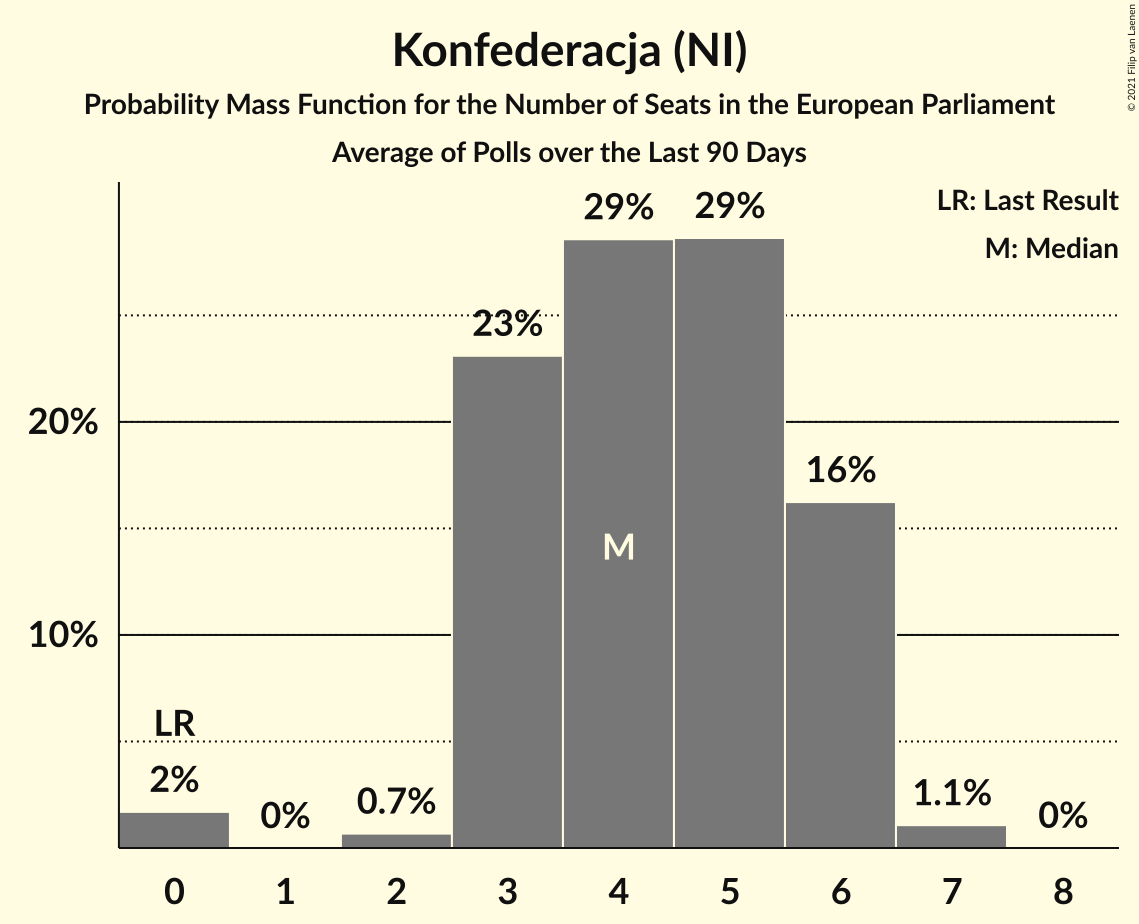 Konfederacja (NI)
Probability Mass Function for the Number of Seats in the European Parliament
Average of Polls over the Last 90 Days
© 2021 Filip van Laenen
LR: Last Result
M: Median
29%
29%
23%
20%
16%
M
10%
LR
2%
0%
0.7%
1.1%
0%
0 1 2 3 4 5 6 7 8